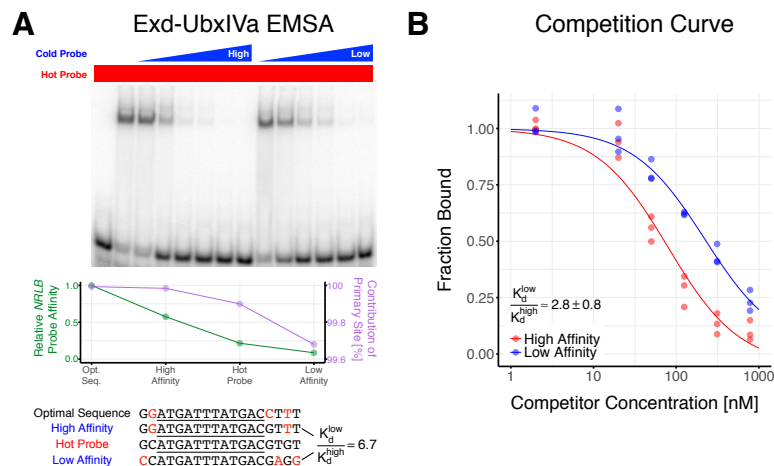 A
Exd-UbxIVa EMSA
Cold Probe
High
Low
Hot Probe
Relative NRLB
Probe Affinity
1.0
0.5
0.0
100
99.8
99.6
Contribution of
Primary Site [%]
Opt.
Seq.
High
Affinity
Hot
Probe
Low
Affinity
Optimal Sequence GGATGATTTATGACCTTT
High Affinity GGATGATTTATGACGTTT
Hot Probe GCATGATTTATGACGTGT
Low Affinity CCATGATTTATGACGAGG
K_d^low / K_d^high = 6.7
B
Competition Curve
Fraction Bound
1.00
0.75
0.50
0.25
0.00
K_d^low / K_d^high = 2.8 ± 0.8
High Affinity
Low Affinity
1 10 100 1000
Competitor Concentration [nM]